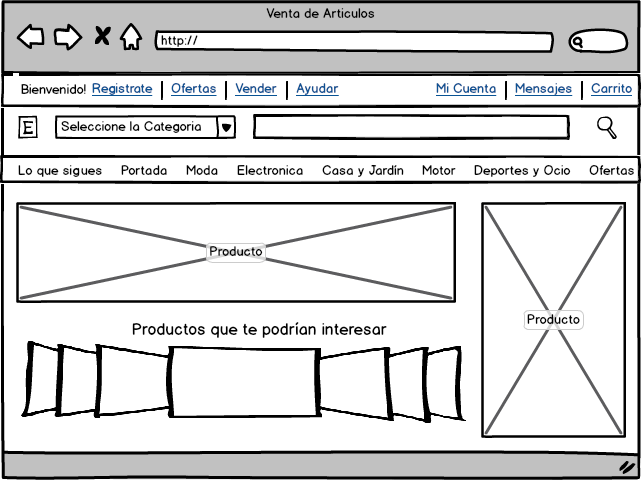 Venta de Articulos
http://
Bienvenido! Registrate Ofertas Vender Ayudar Mi Cuenta Mensajes Carrito
E Seleccione la Categoria
Lo que sigues Portada Moda Electronica Casa y Jardín Motor Deportes y Ocio Ofertas
Producto
Producto
Productos que te podrían interesar